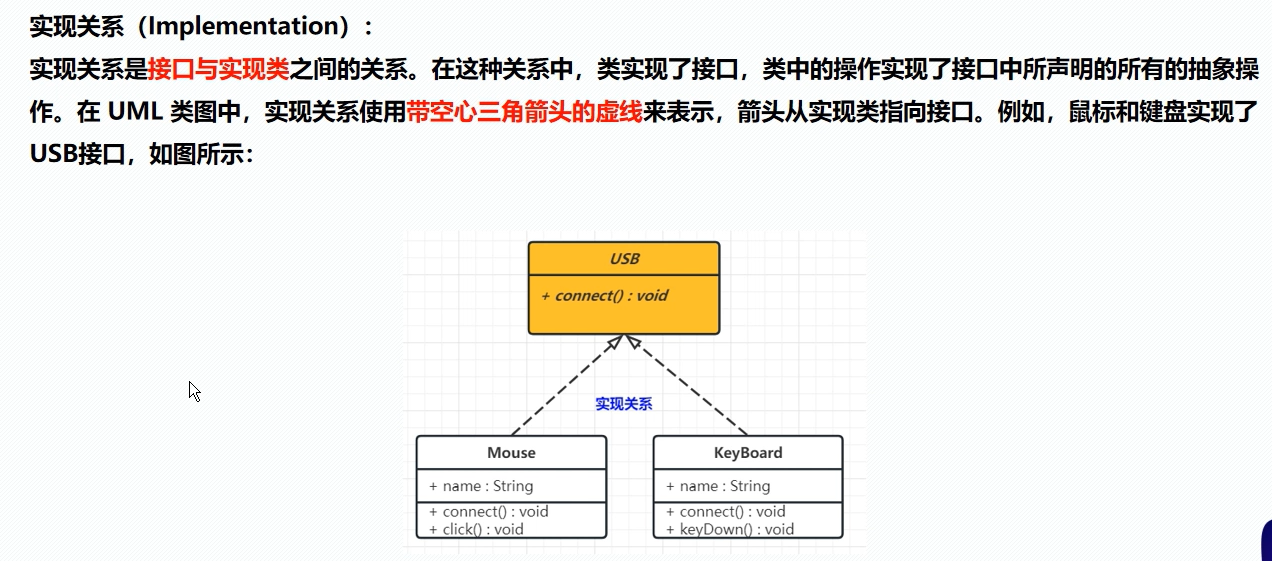 实现关系（Implementation）：
实现关系是接口与实现类之间的关系。在这种关系中，类实现了接口，类中的操作实现了接口中所声明的所有的抽象操
作。在 UML 类图中，实现关系使用带空心三角箭头的虚线来表示，箭头从实现类指向接口。例如，鼠标和键盘实现了
USB接口，如图所示：
USB
+ connect() : void
实现关系
Mouse
+ name : String
+ connect() : void
+ click() : void
KeyBoard
+ name : String
+ connect() : void
+ keyDown() : void